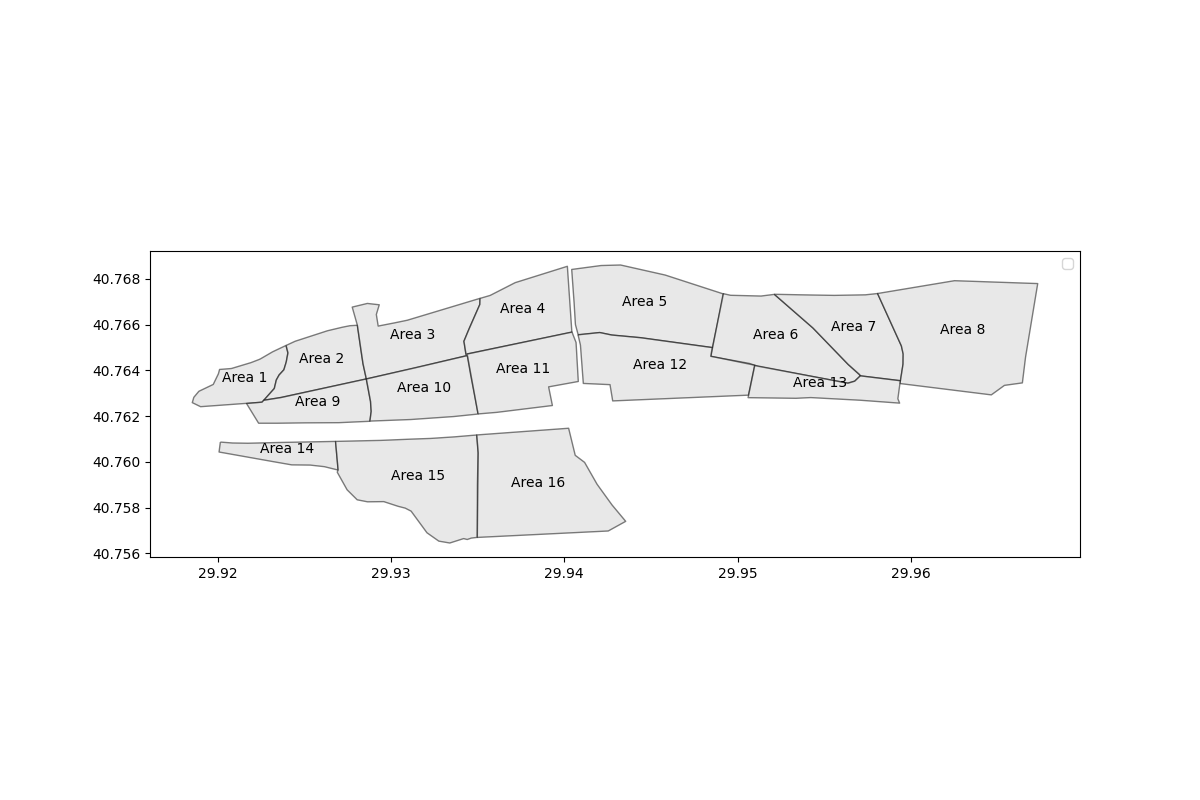 40.768
40.766
40.764
40.762
40.760
40.758
40.756
Area 1
Area 2
Area 3
Area 4
Area 5
Area 6
Area 7
Area 8
Area 9
Area 10
Area 11
Area 12
Area 13
Area 14
Area 15
Area 16
29.92
29.93
29.94
29.95
29.96